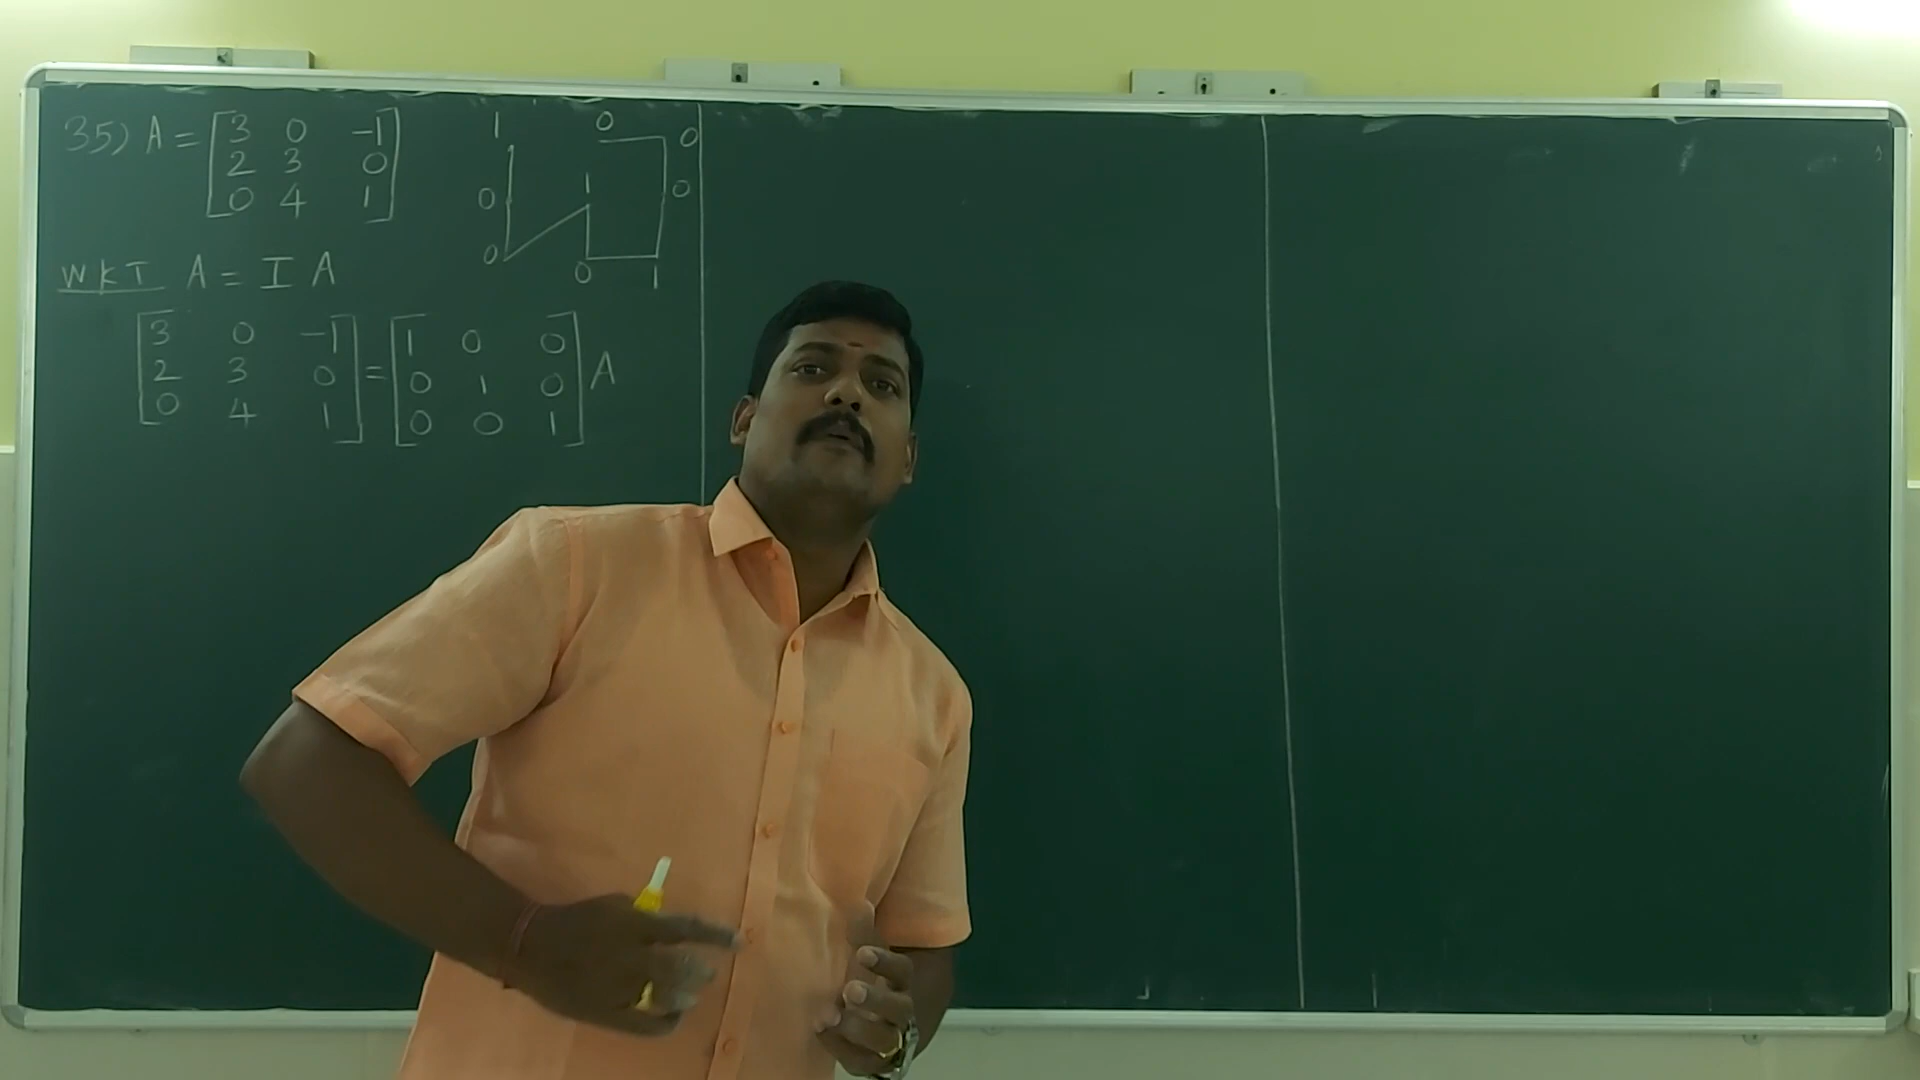 35) A = [3 0 -1
2 3 0
0 4 1]
1 0 0
0 1 0
0 0 1
WKT A = I A
[3 0 -1
2 3 0
0 4 1] = [1 0 0
0 1 0
0 0 1] A